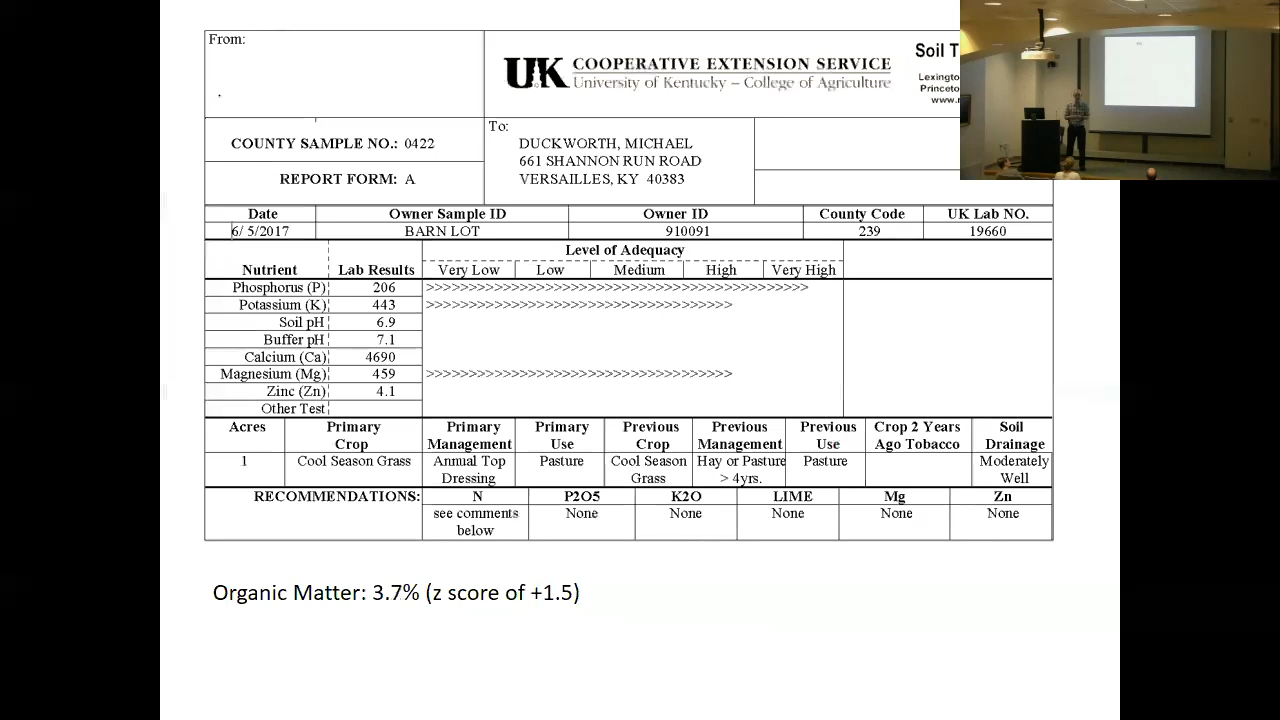 From:
UK COOPERATIVE EXTENSION SERVICE
University of Kentucky – College of Agriculture
Soil T
Lexington
Princeto
www.
COUNTY SAMPLE NO.: 0422
REPORT FORM: A
To:
DUCKWORTH, MICHAEL
661 SHANNON RUN ROAD
VERSAILLES, KY 40383
Date Owner Sample ID Owner ID County Code UK Lab NO.
6/ 5/2017 BARN LOT 910091 239 19660
Level of Adequacy
Nutrient Lab Results Very Low Low Medium High Very High
Phosphorus (P) 206 >>>>>>>>>>>>>>>>>>>>>>>>>>>>>>>>>>>>>>>>>>>>>
Potassium (K) 443 >>>>>>>>>>>>>>>>>>>>>>>>>>>>>>>>>>>>
Soil pH 6.9
Buffer pH 7.1
Calcium (Ca) 4690
Magnesium (Mg) 459 >>>>>>>>>>>>>>>>>>>>>>>>>>>>>>>>>>>>
Zinc (Zn) 4.1
Other Test
Acres Primary Crop Primary Management Primary Use Previous Crop Previous Management Previous Use Crop 2 Years Ago Tobacco Soil Drainage
1 Cool Season Grass Annual Top Dressing Pasture Cool Season Grass Hay or Pasture > 4yrs. Pasture Moderately Well
RECOMMENDATIONS: N P2O5 K2O LIME Mg Zn
see comments below None None None None None
Organic Matter: 3.7% (z score of +1.5)